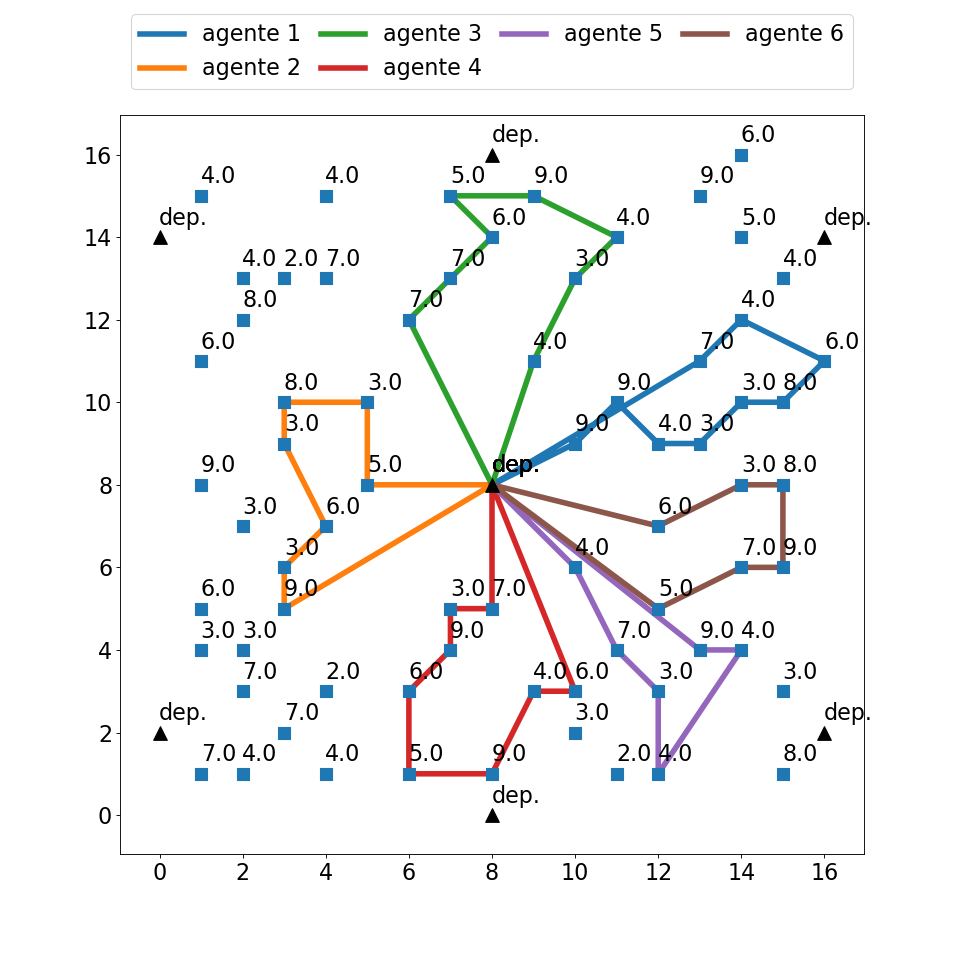 agente 1 agente 3 agente 5 agente 6
agente 2 agente 4
6.0
dep.
16
4.0 4.0 5.0 9.0 9.0
dep. 6.0 4.0 5.0 dep.
14
4.0 2.0 7.0 7.0 3.0 4.0
8.0 7.0 4.0
12
6.0 4.0 7.0 6.0
8.0 3.0 9.0 3.0 8.0
10
3.0 9.0 4.0 3.0
9.0 5.0 dep. 3.0 8.0
8
3.0 6.0 6.0
3.0 4.0 7.0 9.0
6
6.0 9.0 3.0 7.0 5.0
3.0 3.0 9.0 7.0 9.0 4.0
4
7.0 2.0 6.0 4.0 6.0 3.0 3.0
dep. 7.0 3.0 dep.
2
7.0 4.0 4.0 5.0 9.0 2.0 4.0 8.0
dep.
0
0 2 4 6 8 10 12 14 16